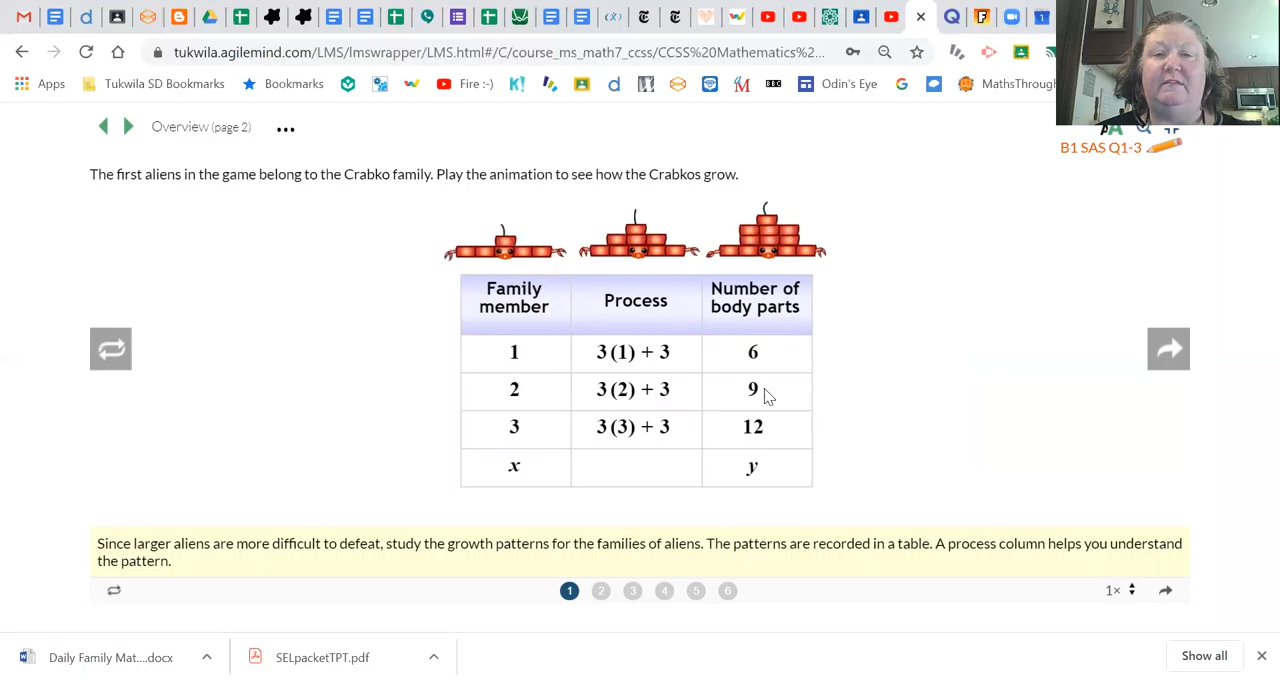 tukwila.agilemind.com/LMS/lmswrapper/LMS.html#/C/course_ms_math7_ccss/CCSS%20Mathematics%2...
Apps Tukwila SD Bookmarks Bookmarks Fire :-) Odin's Eye MathsThrough
Overview (page 2) ...
B1 SAS Q1-3
The first aliens in the game belong to the Crabko family. Play the animation to see how the Crabkos grow.
Family member Process Number of body parts
1 3(1) + 3 6
2 3(2) + 3 9
3 3(3) + 3 12
x y
Since larger aliens are more difficult to defeat, study the growth patterns for the families of aliens. The patterns are recorded in a table. A process column helps you understand
the pattern.
1 2 3 4 5 6 1×
Daily Family Mat....docx SELpacketTPT.pdf Show all